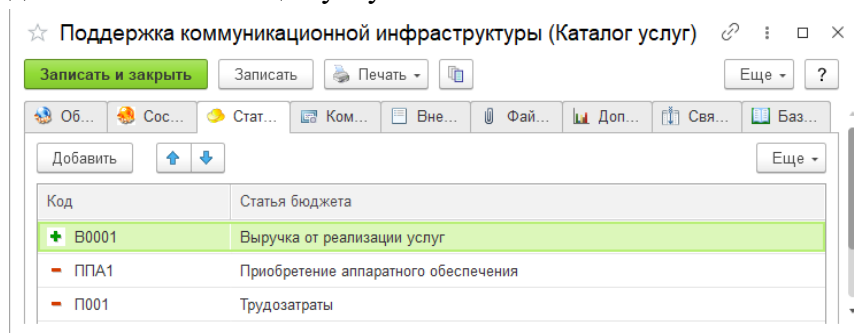 Поддержка коммуникационной инфраструктуры (Каталог услуг)
Записать и закрыть Записать Печать Еще ?
Об... Сос... Стат... Ком... Вне... Фай... Доп... Свя... Баз...
Добавить Еще
Код Статья бюджета
В0001 Выручка от реализации услуг
ППА1 Приобретение аппаратного обеспечения
П001 Трудозатраты